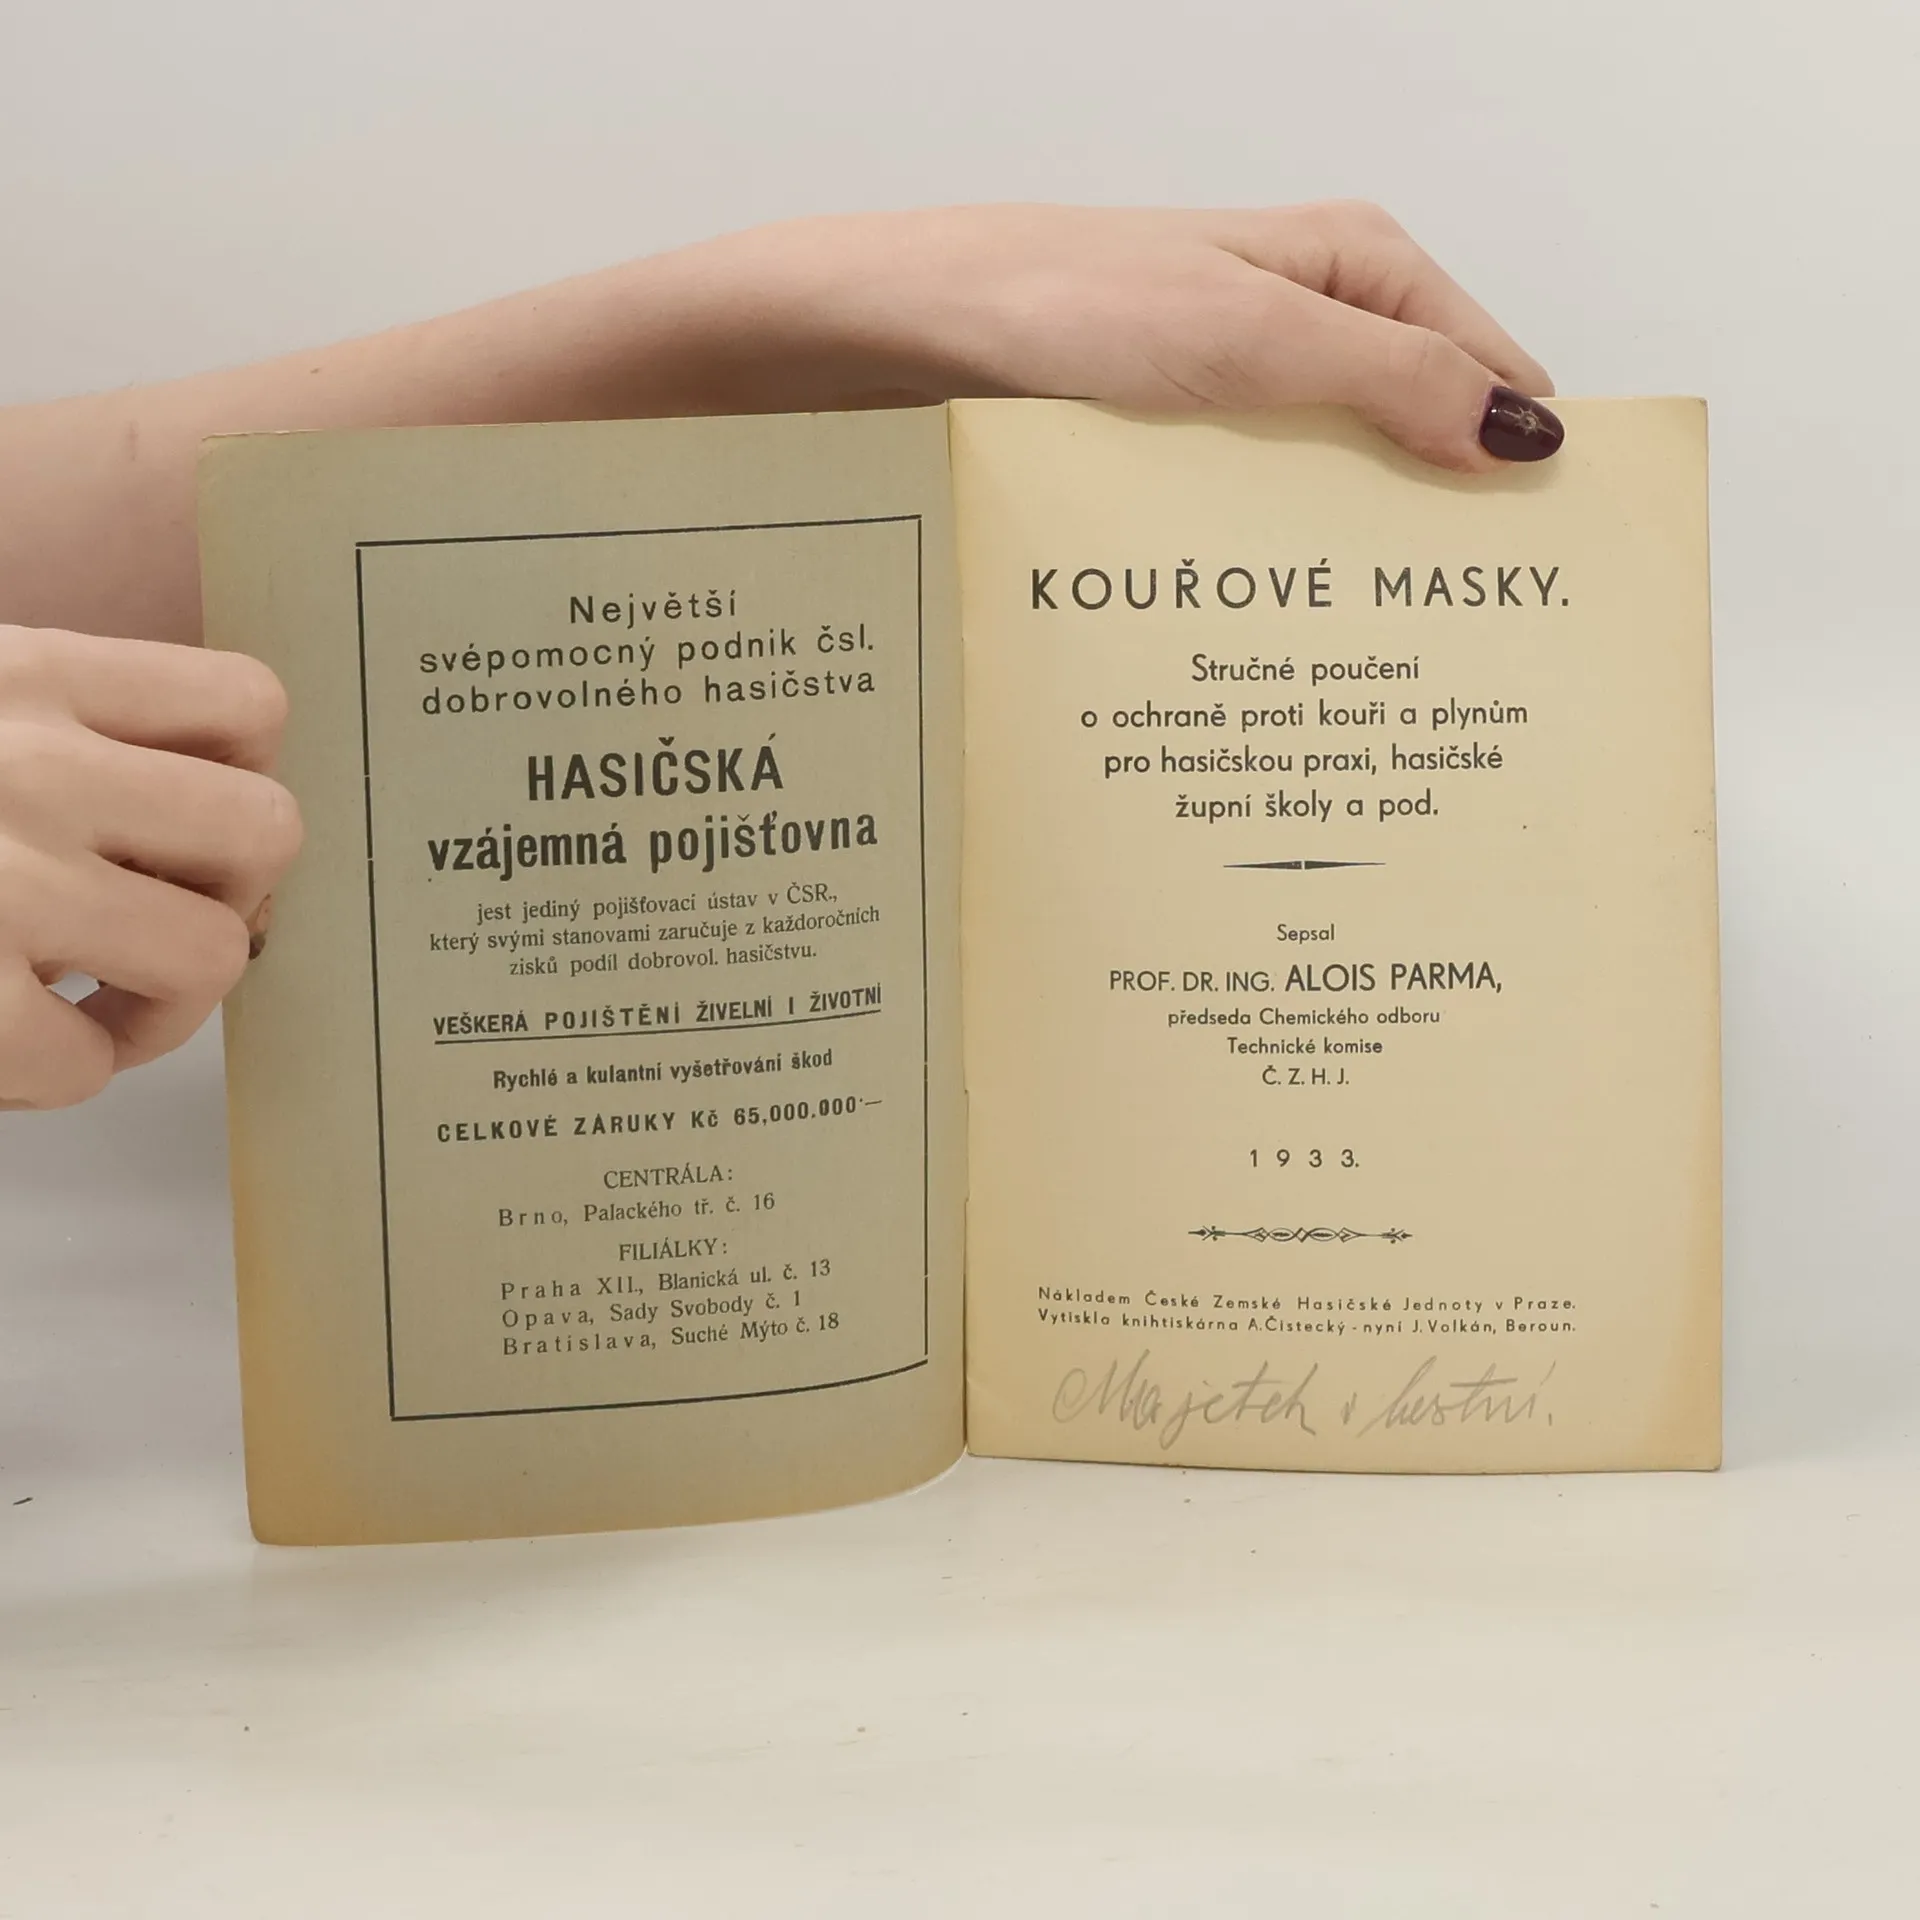 Největší
svépomocný podnik čsl.
dobrovolného hasičstva
HASIČSKÁ
vzájemná pojišťovna
jest jediný pojišťovací ústav v ČSR.,
který svými stanovami zaručuje z každoročních
zisků podíl dobrovol. hasičstvu.
VEŠKERÁ POJIŠTĚNÍ ŽIVELNÍ I ŽIVOTNÍ
Rychlé a kulantní vyšetřování škod
CELKOVÉ ZÁRUKY Kč 65,000.000·—
CENTRÁLA:
Brno, Palackého tř. č. 16
FILIÁLKY:
Praha XII., Blanická ul. č. 13
Opava, Sady Svobody č. 1
Bratislava, Suché Mýto č. 18
KOUŘOVÉ MASKY.
Stručné poučení
o ochraně proti kouři a plynům
pro hasičskou praxi, hasičské
župní školy a pod.
Sepsal
PROF. DR. ING. ALOIS PARMA,
předseda Chemického odboru
Technické komise
Č. Z. H. J.
1933.
Nákladem České Zemské Hasičské Jednoty v Praze.
Vytiskla knihtiskárna A. Čistecký - nyní J. Volkán, Beroun.
Majetek